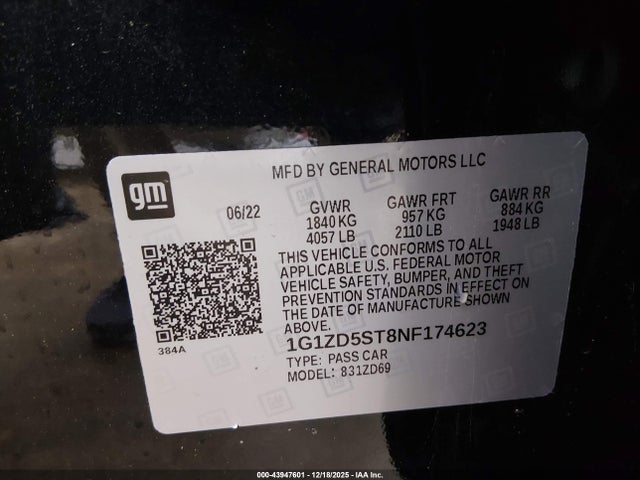 MFD BY GENERAL MOTORS LLC
gm
06/22 GVWR GAWR FRT GAWR RR
1840 KG 957 KG 884 KG
4057 LB 2110 LB 1948 LB
THIS VEHICLE CONFORMS TO ALL
APPLICABLE U.S. FEDERAL MOTOR
VEHICLE SAFETY, BUMPER, AND THEFT
PREVENTION STANDARDS IN EFFECT ON
THE DATE OF MANUFACTURE SHOWN
ABOVE.
384A
1G1ZD5ST8NF174623
TYPE: PASS CAR
MODEL: 831ZD69
000-43947601 - 12/18/2025 - IAA Inc.